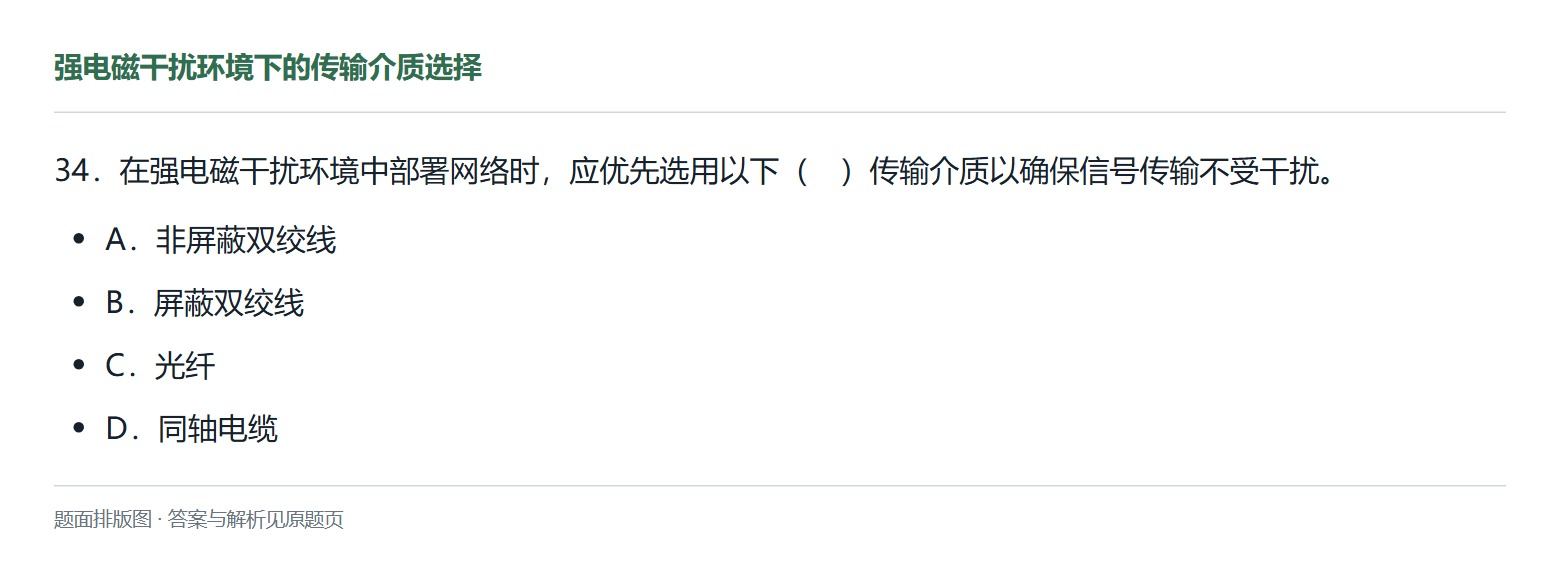 强电磁干扰环境下的传输介质选择
34．在强电磁干扰环境中部署网络时，应优先选用以下（　）传输介质以确保信号传输不受干扰。
• A．非屏蔽双绞线
• B．屏蔽双绞线
• C．光纤
• D．同轴电缆
题面排版图 · 答案与解析见原题页